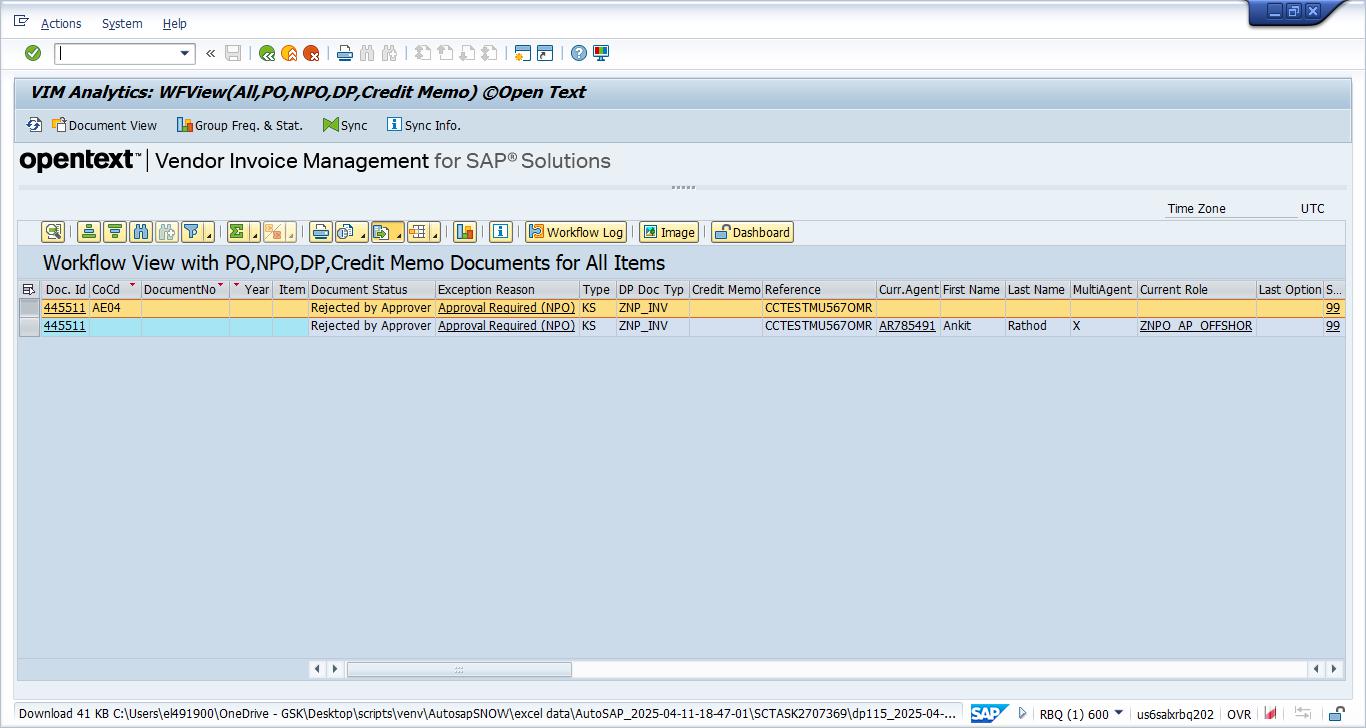 Actions System Help
VIM Analytics: WFView(All,PO,NPO,DP,Credit Memo) ©Open Text
Document View Group Freq. & Stat. Sync Sync Info.
opentext™ | Vendor Invoice Management for SAP® Solutions
Time Zone UTC
Workflow Log Image Dashboard
Workflow View with PO,NPO,DP,Credit Memo Documents for All Items
Doc. Id CoCd DocumentNo Year Item Document Status Exception Reason Type DP Doc Typ Credit Memo Reference Curr.Agent First Name Last Name MultiAgent Current Role Last Option S...
445511 AE04 Rejected by Approver Approval Required (NPO) KS ZNP_INV CCTESTMU567OMR 99
445511 Rejected by Approver Approval Required (NPO) KS ZNP_INV CCTESTMU567OMR AR785491 Ankit Rathod X ZNPO_AP_OFFSHOR 99
Download 41 KB C:\Users\el491900\OneDrive - GSK\Desktop\scripts\venv\AutosapSNOW\excel data\AutoSAP_2025-04-11-18-47-01\SCTASK2707369\dp115_2025-04-... SAP RBQ (1) 600 us6salxrbq202 OVR